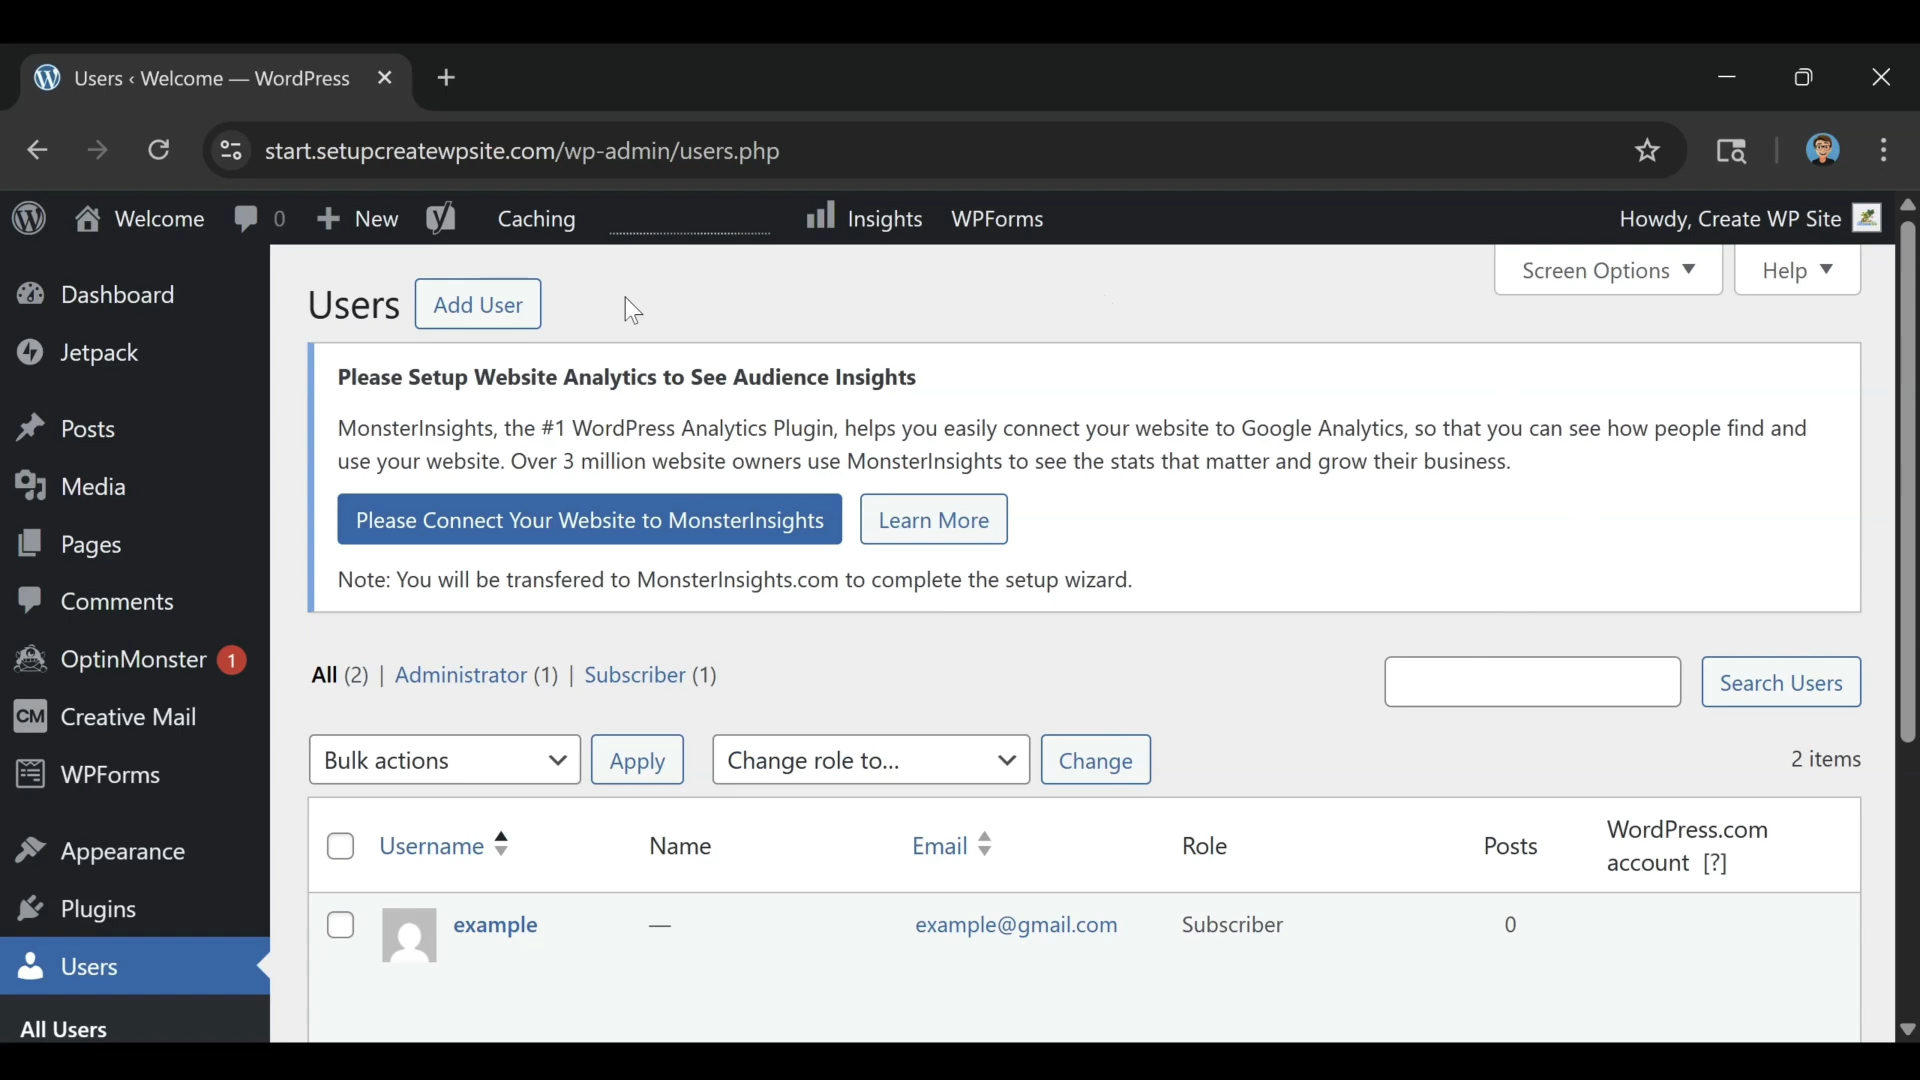 Users ‹ Welcome — WordPress
start.setupcreatewpsite.com/wp-admin/users.php
Welcome 0 New Caching Insights WPForms Howdy, Create WP Site
Screen Options Help
Users Add User
Dashboard
Jetpack
Posts
Media
Pages
Comments
OptinMonster 1
CM Creative Mail
WPForms
Appearance
Plugins
Users
All Users
Please Setup Website Analytics to See Audience Insights
MonsterInsights, the #1 WordPress Analytics Plugin, helps you easily connect your website to Google Analytics, so that you can see how people find and
use your website. Over 3 million website owners use MonsterInsights to see the stats that matter and grow their business.
Please Connect Your Website to MonsterInsights Learn More
Note: You will be transfered to MonsterInsights.com to complete the setup wizard.
All (2) | Administrator (1) | Subscriber (1)
Search Users
Bulk actions Apply Change role to... Change 2 items
Username Name Email Role Posts WordPress.com
account [?]
example — example@gmail.com Subscriber 0